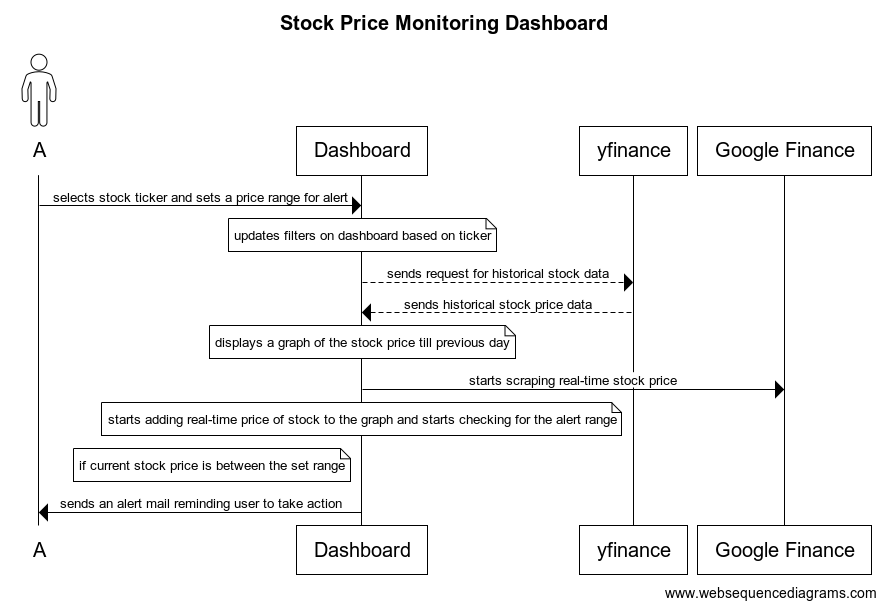 Stock Price Monitoring Dashboard
A
Dashboard
yfinance
Google Finance
selects stock ticker and sets a price range for alert
updates filters on dashboard based on ticker
sends request for historical stock data
sends historical stock price data
displays a graph of the stock price till previous day
starts scraping real-time stock price
starts adding real-time price of stock to the graph and starts checking for the alert range
if current stock price is between the set range
sends an alert mail reminding user to take action
A
Dashboard
yfinance
Google Finance
www.websequencediagrams.com